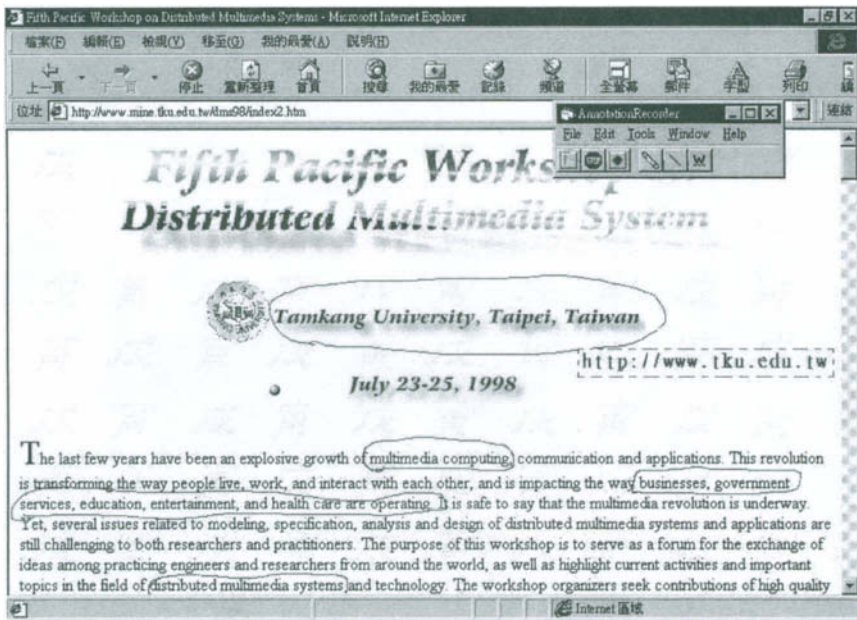 Fifth Pacific Workshop on Distributed Multimedia Systems - Microsoft Internet Explorer
檔案(F) 編輯(E) 檢視(V) 移至(G) 我的最愛(A) 說明(H)
上一頁 下一頁 停止 重新整理 首頁 搜尋 我的最愛 記錄 頻道 全螢幕 郵件 字型 列印 編
位址 http://www.mine.tku.edu.tw/dms98/index2.htm 連結
AnnotationRecorder
File Edit Tools Window Help
Fifth Pacific Works
Distributed Multimedia System
Tamkang University, Taipei, Taiwan
http://www.tku.edu.tw
July 23-25, 1998
The last few years have been an explosive growth of multimedia computing, communication and applications. This revolution
is transforming the way people live, work, and interact with each other, and is impacting the way businesses, government
services, education, entertainment, and health care are operating. It is safe to say that the multimedia revolution is underway.
Yet, several issues related to modeling, specification, analysis and design of distributed multimedia systems and applications are
still challenging to both researchers and practitioners. The purpose of this workshop is to serve as a forum for the exchange of
ideas among practicing engineers and researchers from around the world, as well as highlight current activities and important
topics in the field of distributed multimedia systems and technology. The workshop organizers seek contributions of high quality
Internet 區域